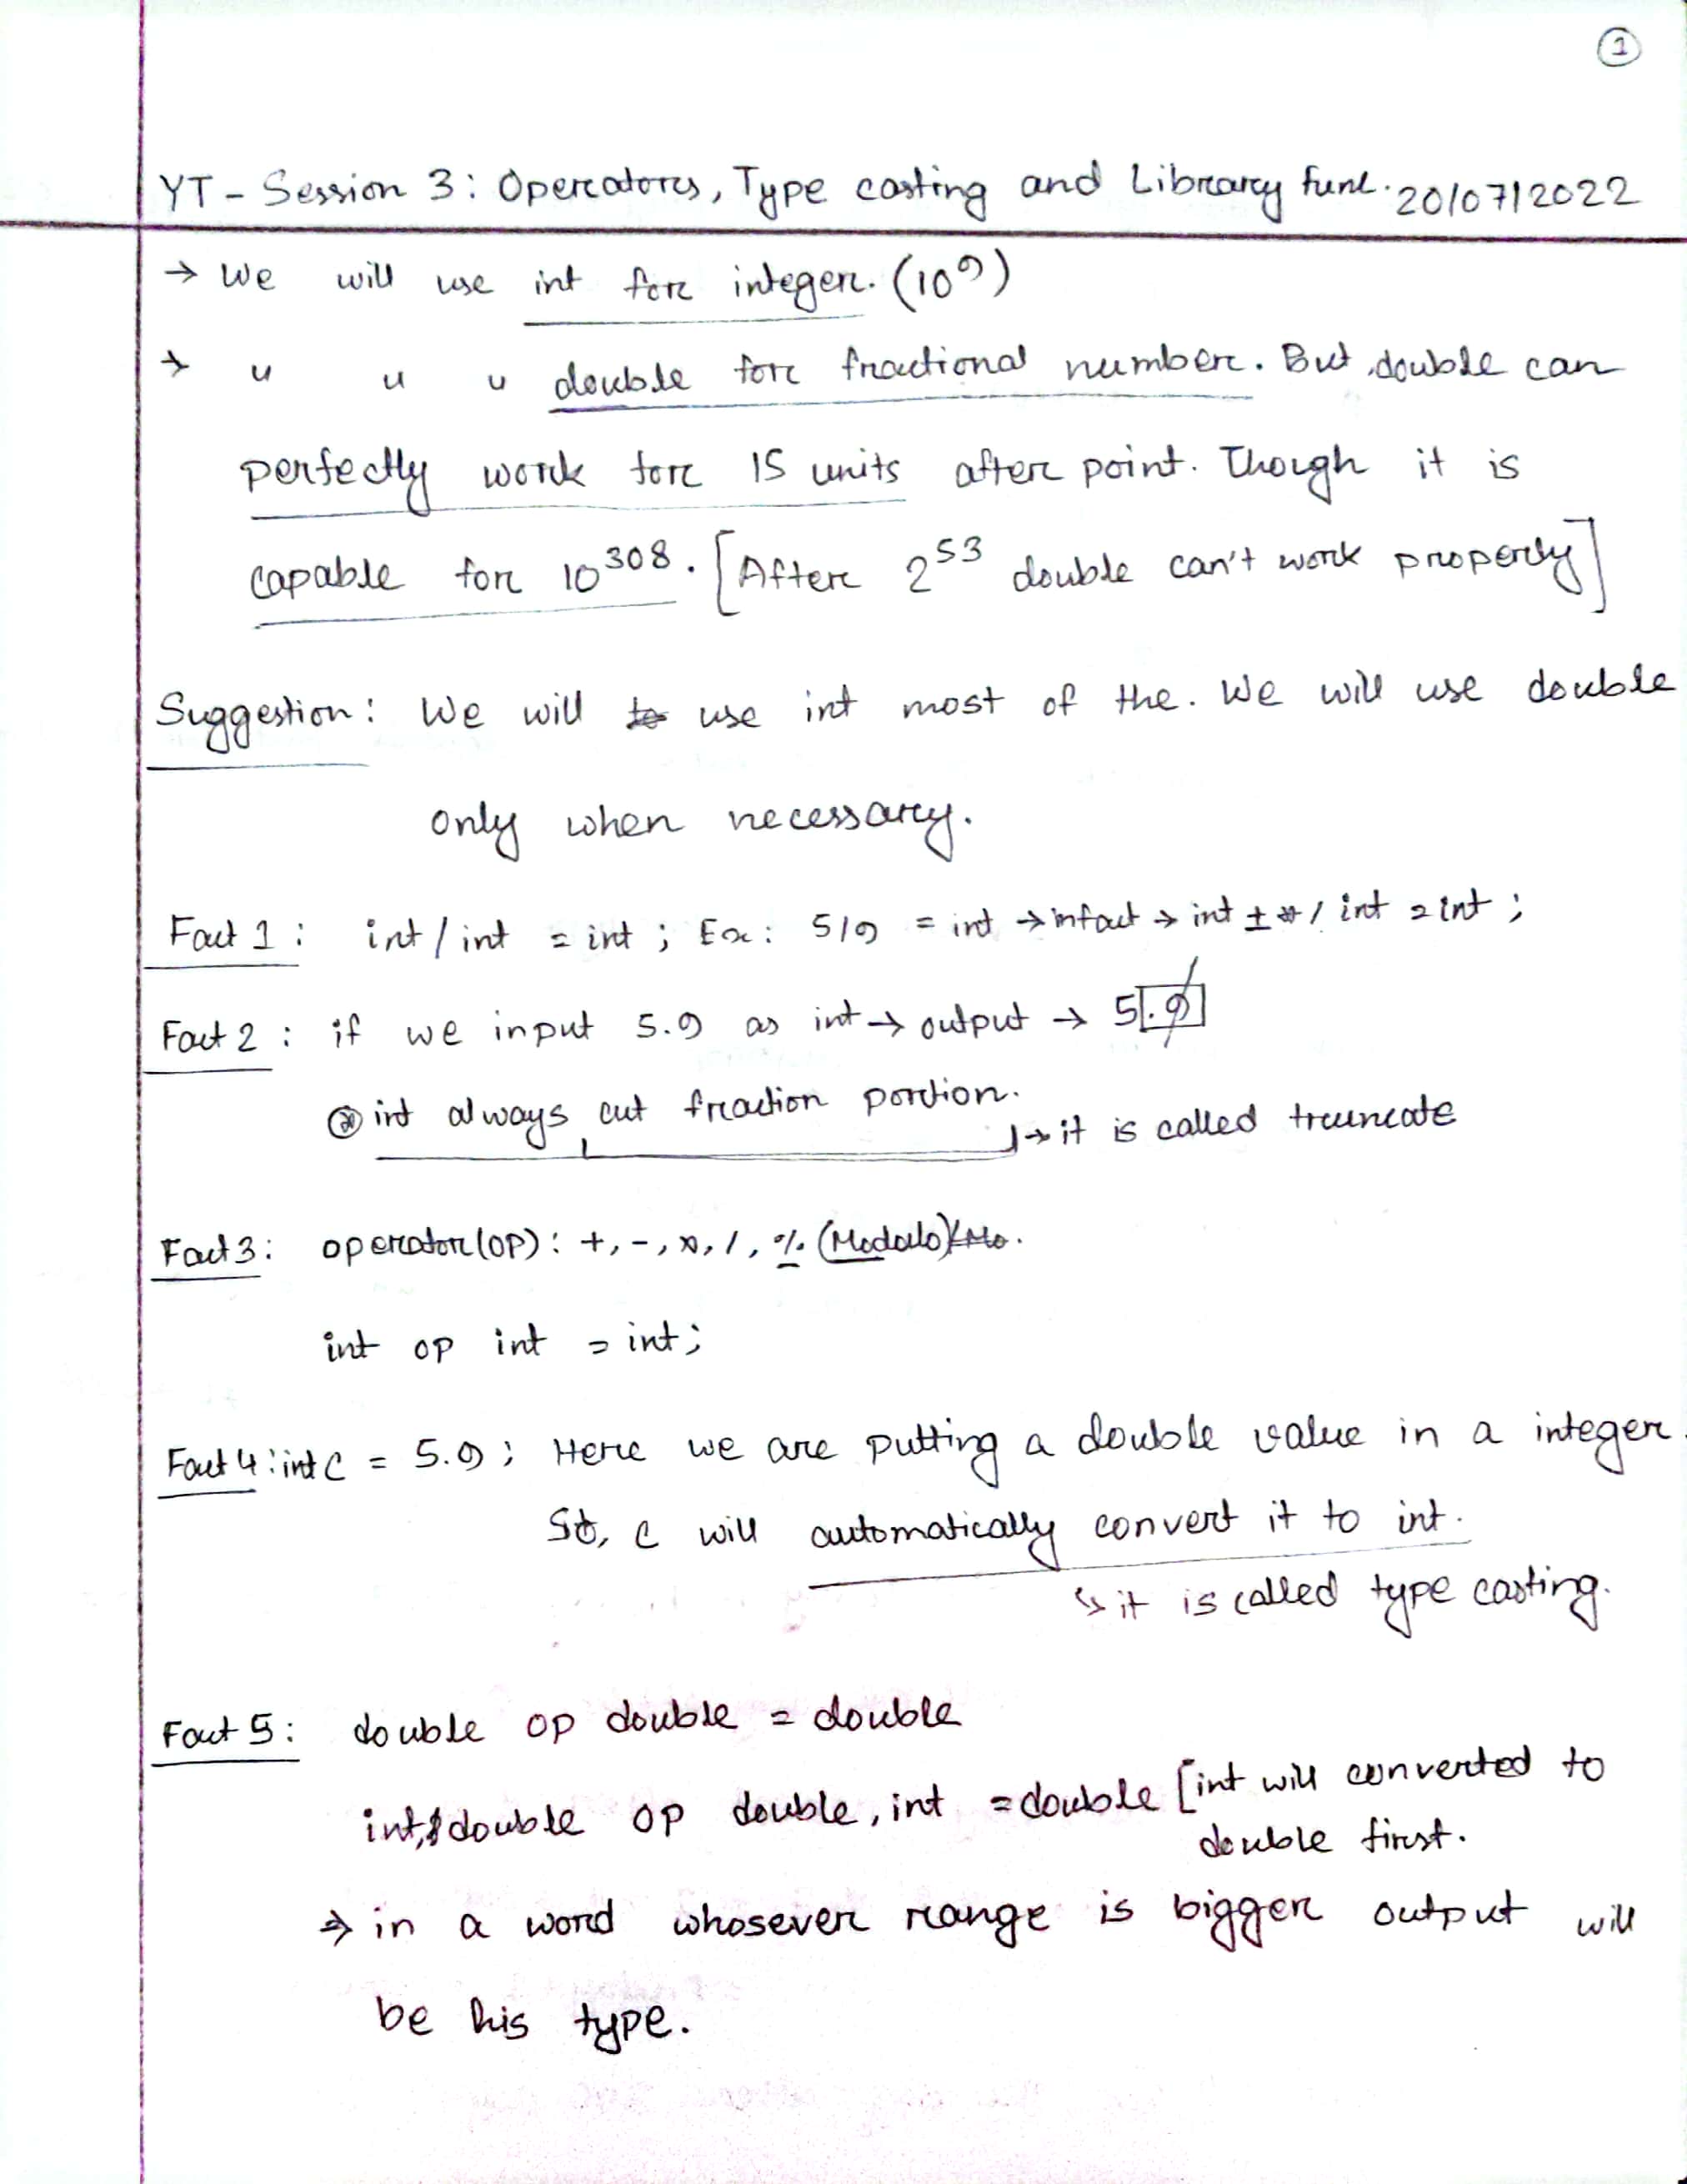 1
YT - Session 3: Operators, Type casting and Library func. 20/07/2022
→ We will use int for integer. (10^9)
→ " " " double for fractional number. But double can
perfectly work for 15 units after point. Though it is
capable for 10^308. [After 2^53 double can't work properly]
Suggestion: We will to use int most of the. We will use double
only when necessary.
Fact 1: int / int = int ; Ex: 5/9 = int → infact → int ± * / int = int ;
Fact 2: if we input 5.9 as int → output → 5.9
* int always cut fraction portion.
→ it is called truncate
Fact 3: operator(op): +, -, *, /, % (Modulo)/Mo.
int op int = int;
Fact 4: int c = 5.9 ; Here we are putting a double value in a integer.
So, c will automatically convert it to int.
↳ it is called type casting.
Fact 5: double op double = double
int, double op double, int = double [int will converted to
double first.
⇒ in a word whosever range is bigger output will
be his type.